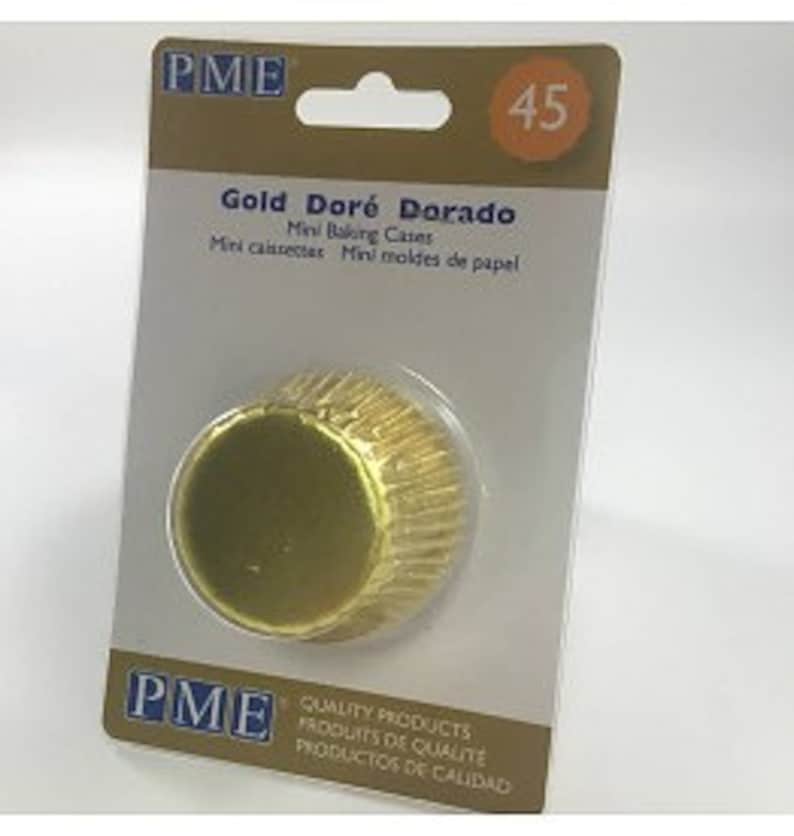 PME
45
Gold Doré Dorado
Mini Baking Cases
Mini caissettes Mini moldes de papel
PME
QUALITY PRODUCTS
PRODUITS DE QUALITÉ
PRODUCTOS DE CALIDAD